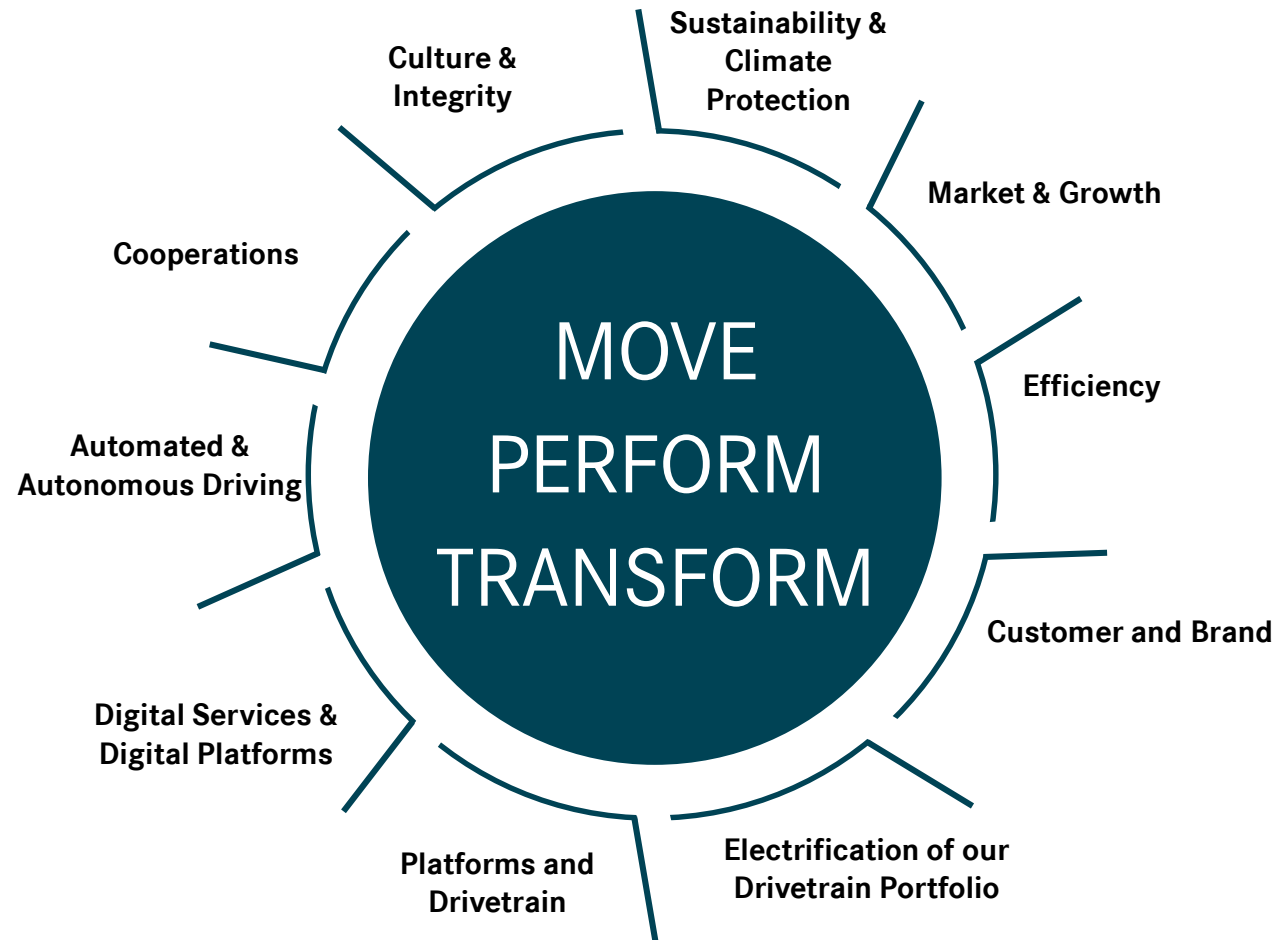 Sustainability &
Climate
Protection
Market & Growth
Efficiency
Customer and Brand
Electrification of our
Drivetrain Portfolio
Platforms and
Drivetrain
Digital Services &
Digital Platforms
Automated &
Autonomous Driving
Cooperations
Culture &
Integrity
MOVE
PERFORM
TRANSFORM